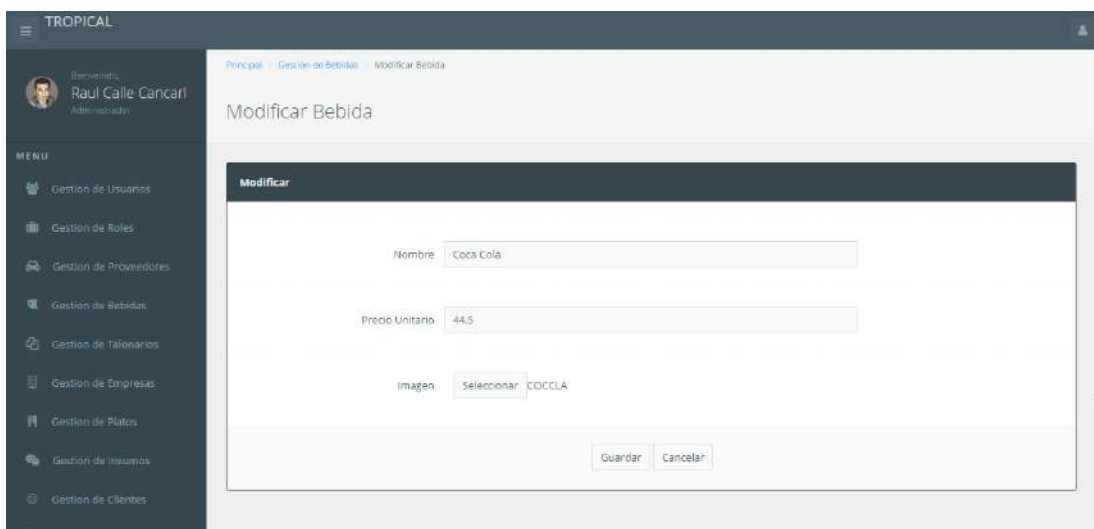 TROPICAL
Bienvenido,
Raul Calle Cancari
Administrador
MENU
Gestion de Usuarios
Gestion de Roles
Gestion de Proveedores
Gestion de Bebidas
Gestion de Talonarios
Gestion de Empresas
Gestion de Platos
Gestion de Insumos
Gestion de Clientes
Principal / Gestión de Bebidas / Modificar Bebida
Modificar Bebida
Modificar
Nombre Coca Cola
Precio Unitario 44.5
Imagen Seleccionar COCCLA
Guardar Cancelar